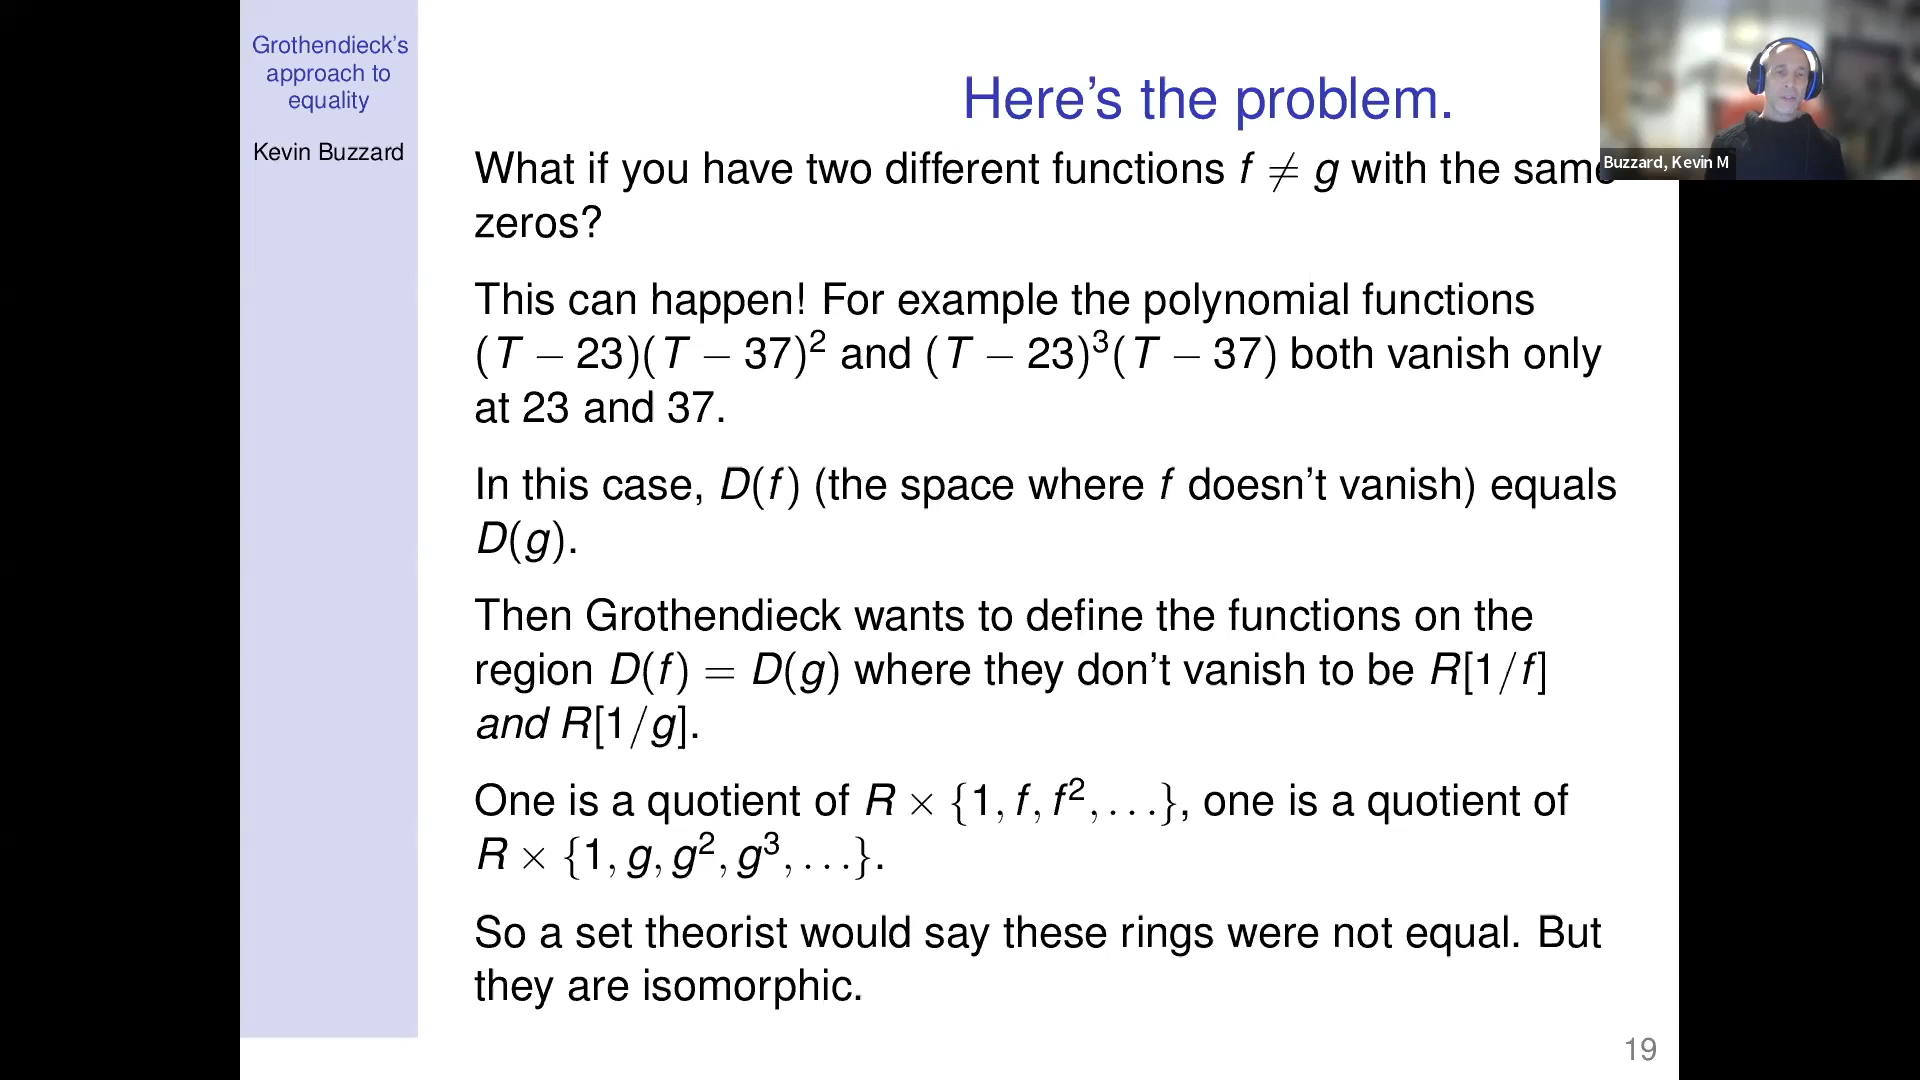 Grothendieck's
approach to
equality
Kevin Buzzard
Here's the problem.
Buzzard, Kevin M
What if you have two different functions f ≠ g with the same
zeros?
This can happen! For example the polynomial functions
(T − 23)(T − 37)² and (T − 23)³(T − 37) both vanish only
at 23 and 37.
In this case, D(f) (the space where f doesn't vanish) equals
D(g).
Then Grothendieck wants to define the functions on the
region D(f) = D(g) where they don't vanish to be R[1/f]
and R[1/g].
One is a quotient of R × {1, f, f², ...}, one is a quotient of
R × {1, g, g², g³, ...}.
So a set theorist would say these rings were not equal. But
they are isomorphic.
19